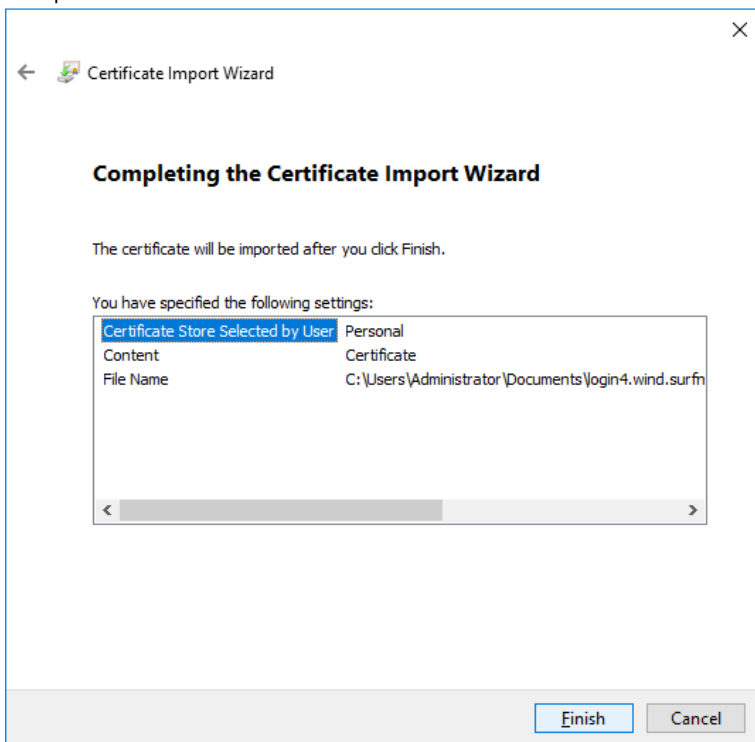 Certificate Import Wizard
Completing the Certificate Import Wizard
The certificate will be imported after you click Finish.
You have specified the following settings:
Certificate Store Selected by User Personal
Content Certificate
File Name C:\Users\Administrator\Documents\login4.wind.surfn
Finish Cancel